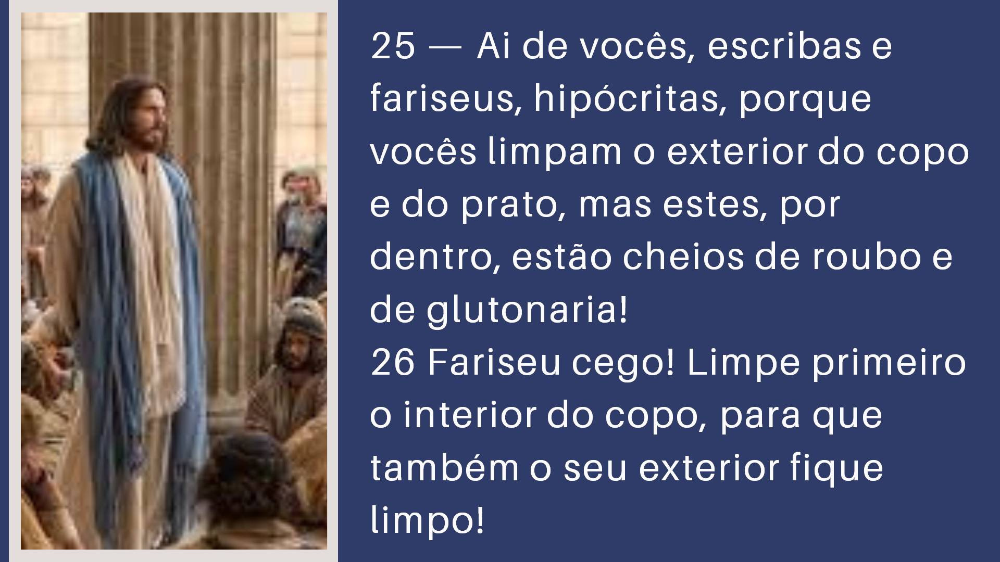 25 — Ai de vocês, escribas e
fariseus, hipócritas, porque
vocês limpam o exterior do copo
e do prato, mas estes, por
dentro, estão cheios de roubo e
de glutonaria!
26 Fariseu cego! Limpe primeiro
o interior do copo, para que
também o seu exterior fique
limpo!